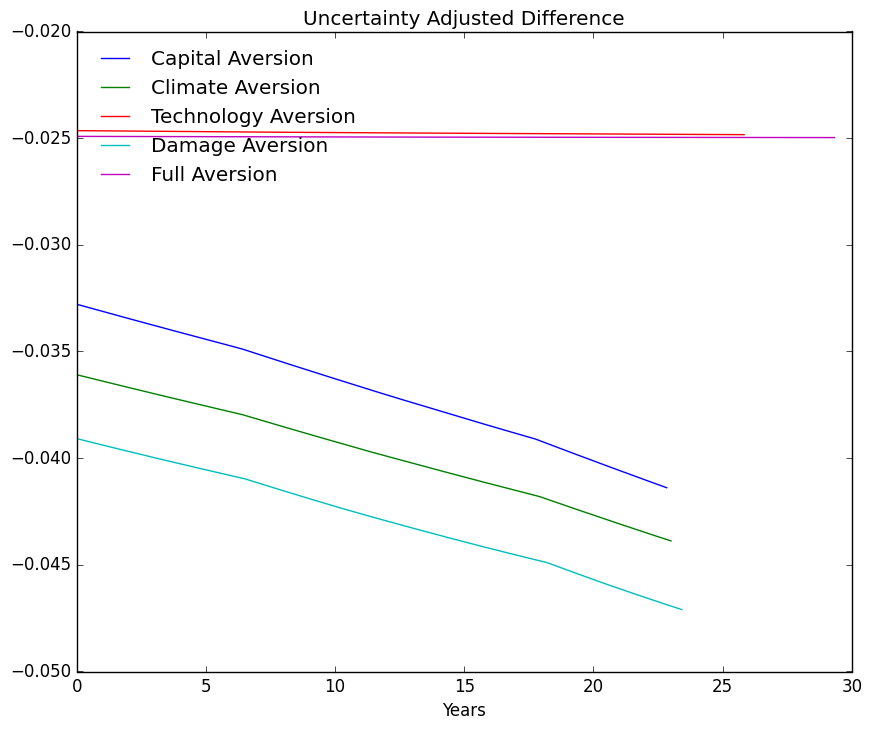 Uncertainty Adjusted Difference
−0.020
Capital Aversion
Climate Aversion
Technology Aversion
−0.025
Damage Aversion
Full Aversion
−0.030
−0.035
−0.040
−0.045
−0.050
0 5 10 15 20 25 30
Years